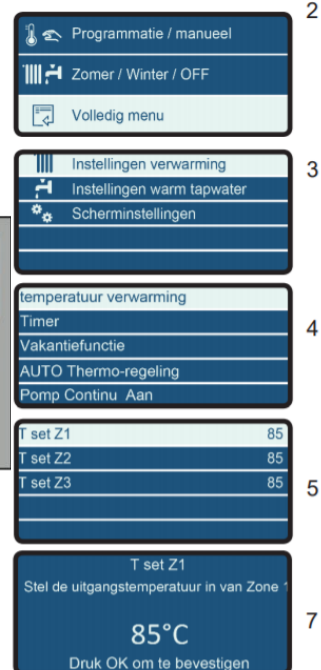 2
Programmatie / manueel
Zomer / Winter / OFF
Volledig menu
3
Instellingen verwarming
Instellingen warm tapwater
Scherminstellingen
4
temperatuur verwarming
Timer
Vakantiefunctie
AUTO Thermo-regeling
Pomp Continu Aan
5
T set Z1 85
T set Z2 85
T set Z3 85
7
T set Z1
Stel de uitgangstemperatuur in van Zone 1
85°C
Druk OK om te bevestigen